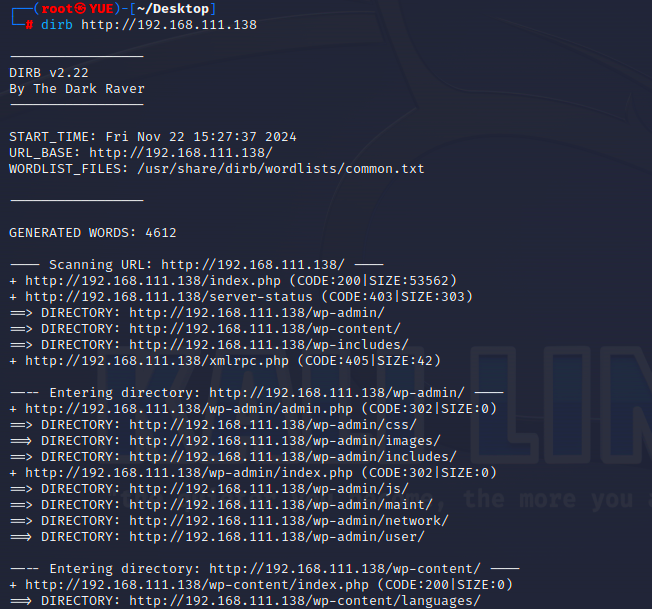 ┌──(root㉿YUE)-[~/Desktop]
└─# dirb http://192.168.111.138
-----------------
DIRB v2.22
By The Dark Raver
-----------------
START_TIME: Fri Nov 22 15:27:37 2024
URL_BASE: http://192.168.111.138/
WORDLIST_FILES: /usr/share/dirb/wordlists/common.txt
-----------------
GENERATED WORDS: 4612
---- Scanning URL: http://192.168.111.138/ ----
+ http://192.168.111.138/index.php (CODE:200|SIZE:53562)
+ http://192.168.111.138/server-status (CODE:403|SIZE:303)
==> DIRECTORY: http://192.168.111.138/wp-admin/
==> DIRECTORY: http://192.168.111.138/wp-content/
==> DIRECTORY: http://192.168.111.138/wp-includes/
+ http://192.168.111.138/xmlrpc.php (CODE:405|SIZE:42)
---- Entering directory: http://192.168.111.138/wp-admin/ ----
+ http://192.168.111.138/wp-admin/admin.php (CODE:302|SIZE:0)
==> DIRECTORY: http://192.168.111.138/wp-admin/css/
==> DIRECTORY: http://192.168.111.138/wp-admin/images/
==> DIRECTORY: http://192.168.111.138/wp-admin/includes/
+ http://192.168.111.138/wp-admin/index.php (CODE:302|SIZE:0)
==> DIRECTORY: http://192.168.111.138/wp-admin/js/
==> DIRECTORY: http://192.168.111.138/wp-admin/maint/
==> DIRECTORY: http://192.168.111.138/wp-admin/network/
==> DIRECTORY: http://192.168.111.138/wp-admin/user/
---- Entering directory: http://192.168.111.138/wp-content/ ----
+ http://192.168.111.138/wp-content/index.php (CODE:200|SIZE:0)
==> DIRECTORY: http://192.168.111.138/wp-content/languages/
KALI LIN
the more you